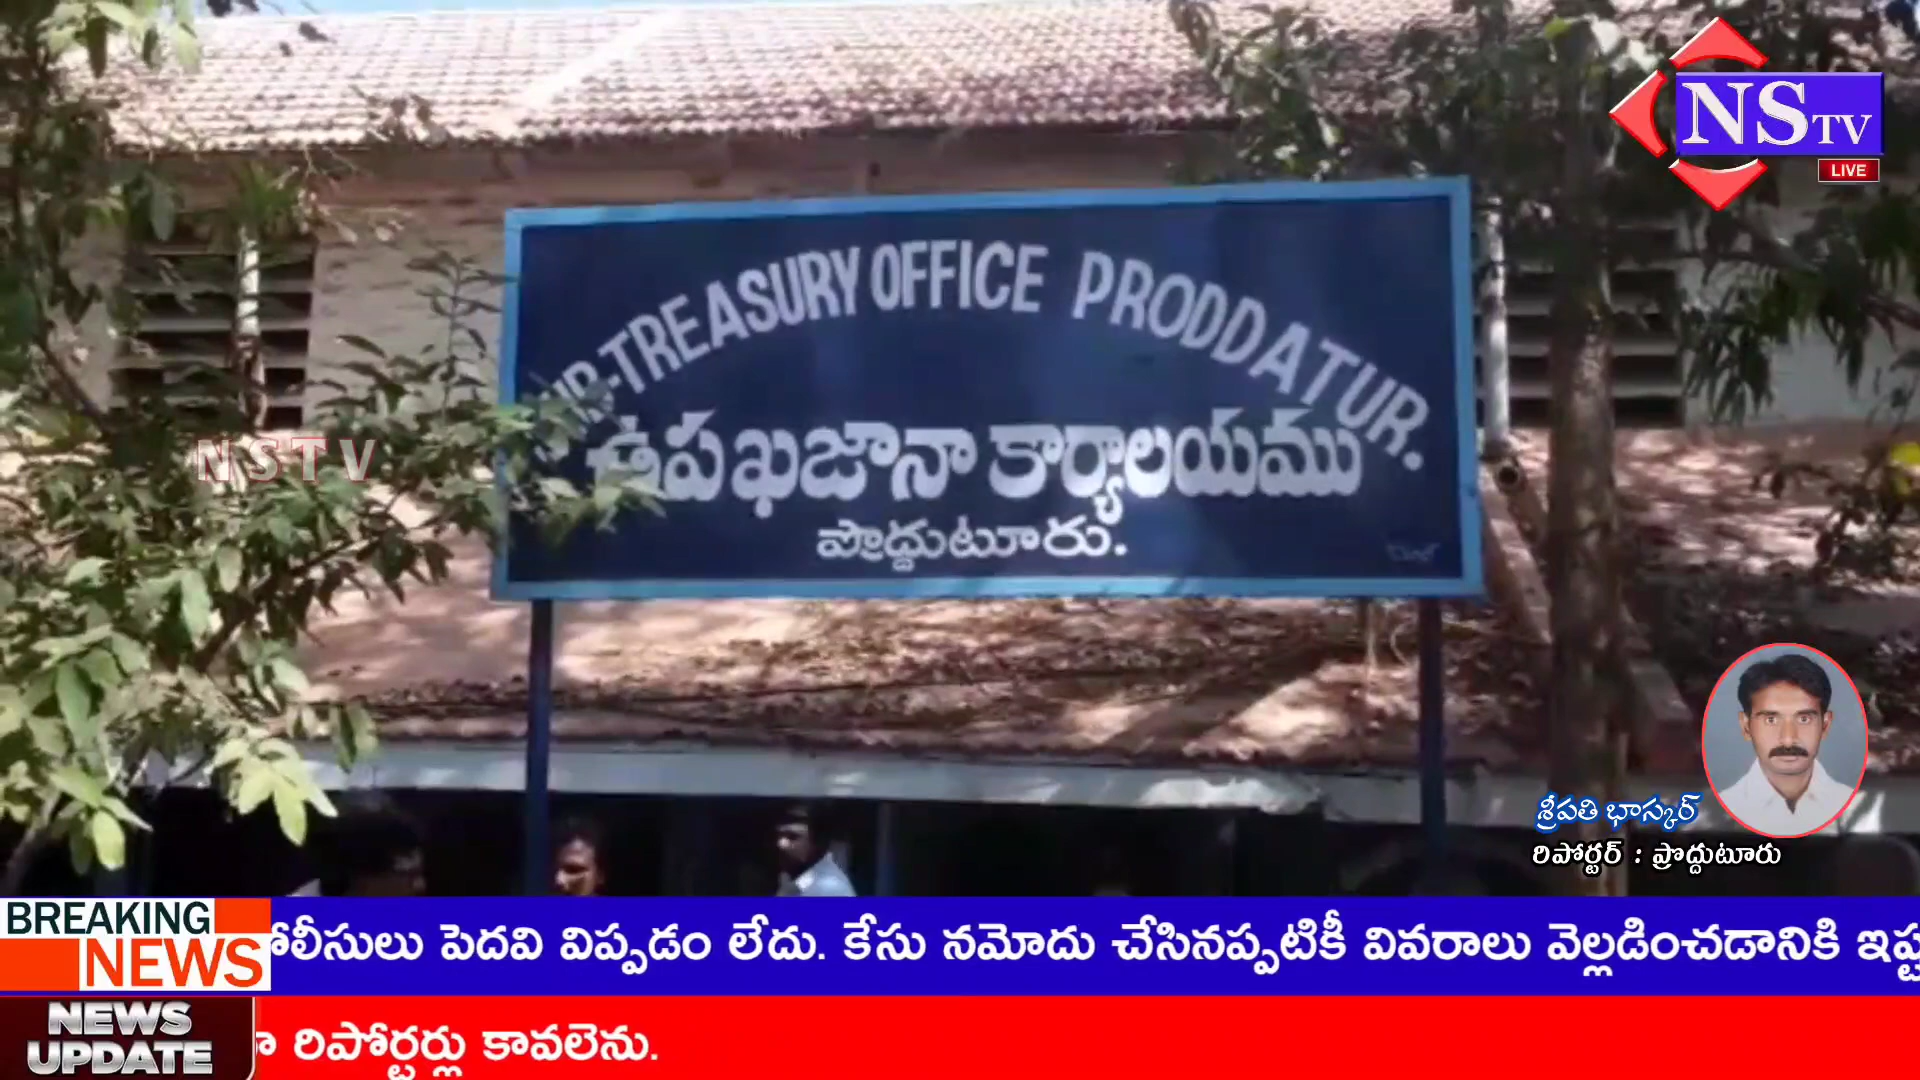 NS TV
LIVE
SUB-TREASURY OFFICE PRODDATUR.
ఉప ఖజానా కార్యాలయము
ప్రొద్దుటూరు.
NSTV
శ్రీపతి భాస్కర్
రిపోర్టర్ : ప్రొద్దుటూరు
BREAKING
NEWS
పెదవి విప్పడం లేదు. కేసు నమోదు చేసినప్పటికీ వివరాలు వెల్లడించడానికి
NEWS
UPDATE
రిపోర్టర్లు కావలెను.